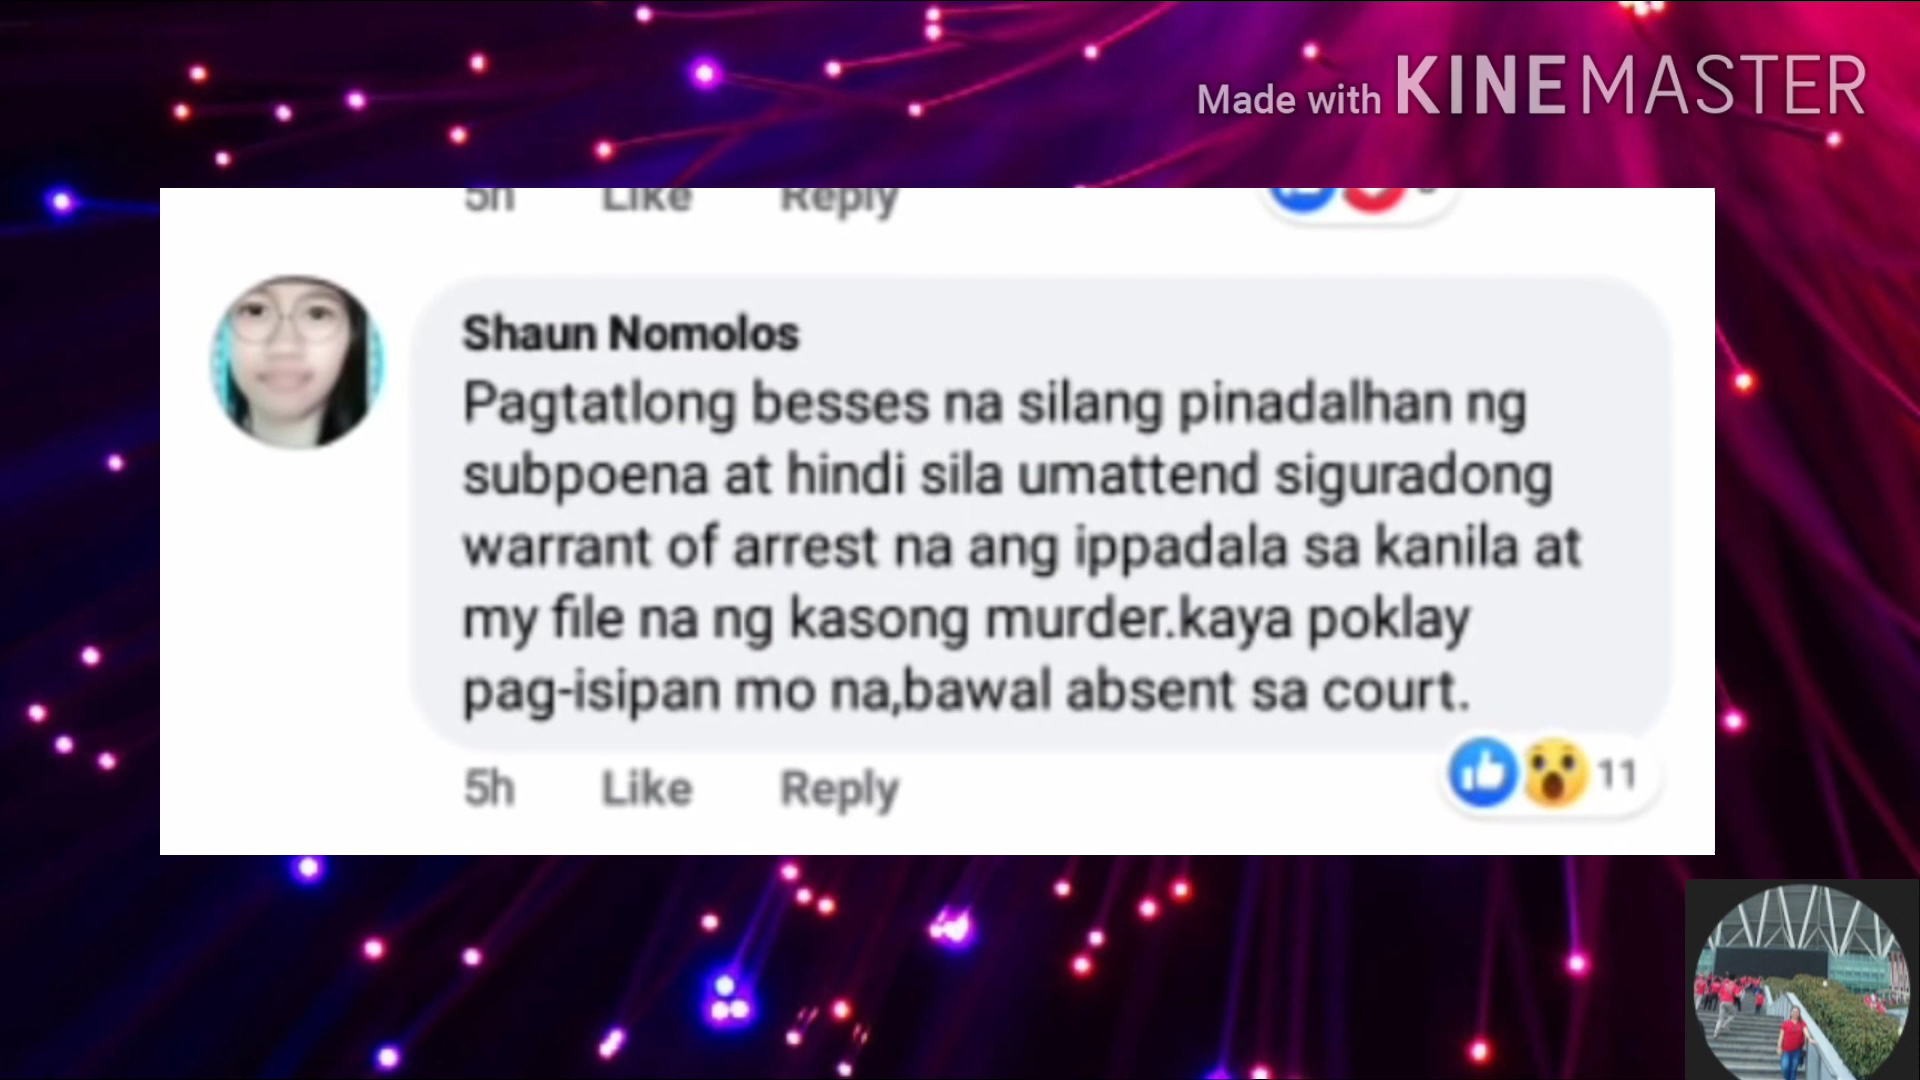 Made with KINEMASTER
5h Like Reply
Shaun Nomolos
Pagtatlong besses na silang pinadalhan ng
subpoena at hindi sila umattend siguradong
warrant of arrest na ang ippadala sa kanila at
my file na ng kasong murder.kaya poklay
pag-isipan mo na,bawal absent sa court.
5h Like Reply 11